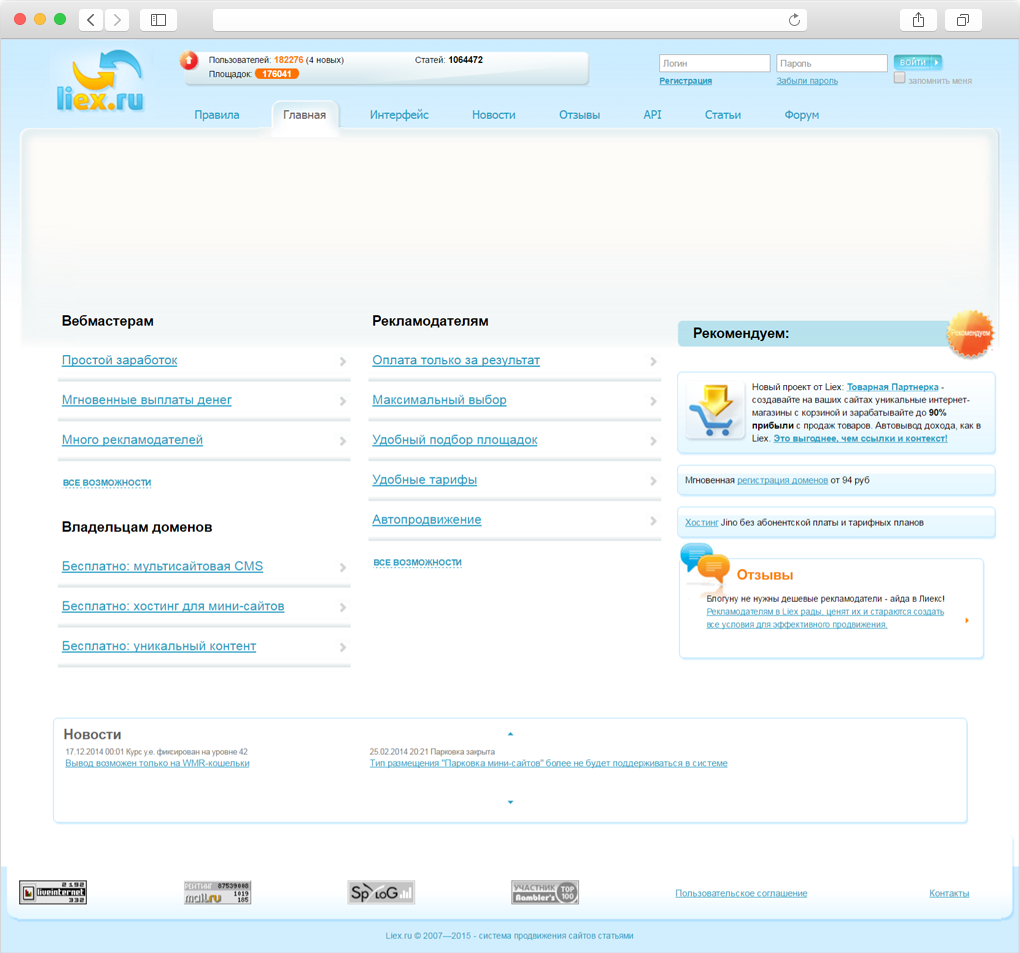 liex.ru
Пользователей: 182276 (4 новых)
Статей: 1064472
Площадок: 176041
Логин
Пароль
ВОЙТИ
Регистрация
Забыли пароль
запомнить меня
Правила
Главная
Интерфейс
Новости
Отзывы
API
Статьи
Форум
Вебмастерам
Простой заработок
Мгновенные выплаты денег
Много рекламодателей
ВСЕ ВОЗМОЖНОСТИ
Владельцам доменов
Бесплатно: мультисайтовая CMS
Бесплатно: хостинг для мини-сайтов
Бесплатно: уникальный контент
Рекламодателям
Оплата только за результат
Максимальный выбор
Удобный подбор площадок
Удобные тарифы
Автопродвижение
ВСЕ ВОЗМОЖНОСТИ
Рекомендуем:
Рекомендуем
Новый проект от Liex: Товарная Партнерка -
создавайте на ваших сайтах уникальные интернет-
магазины с корзиной и зарабатывайте до 90%
прибыли с продаж товаров. Автовывод дохода, как в
Liex. Это выгоднее, чем ссылки и контекст!
Мгновенная регистрация доменов от 94 руб
Хостинг Jino без абонентской платы и тарифных планов
Отзывы
Блогуну не нужны дешевые рекламодатели - айда в Лиекс!
Рекламодателям в Liex рады, ценят их и стараются создать
все условия для эффективного продвижения.
Новости
17.12.2014 00:01 Курс у.е. фиксирован на уровне 42
Вывод возможен только на WMR-кошельки
25.02.2014 20:21 Парковка закрыта
Тип размещения "Парковка мини-сайтов" более не будет поддерживаться в системе
2192
liveinternet
332
РЕЙТИНГ 07539000
mail.ru
1019
185
SpyLOG
УЧАСТНИК
Rambler's
TOP
100
Пользовательское соглашение
Контакты
Liex.ru © 2007—2015 - система продвижения сайтов статьями